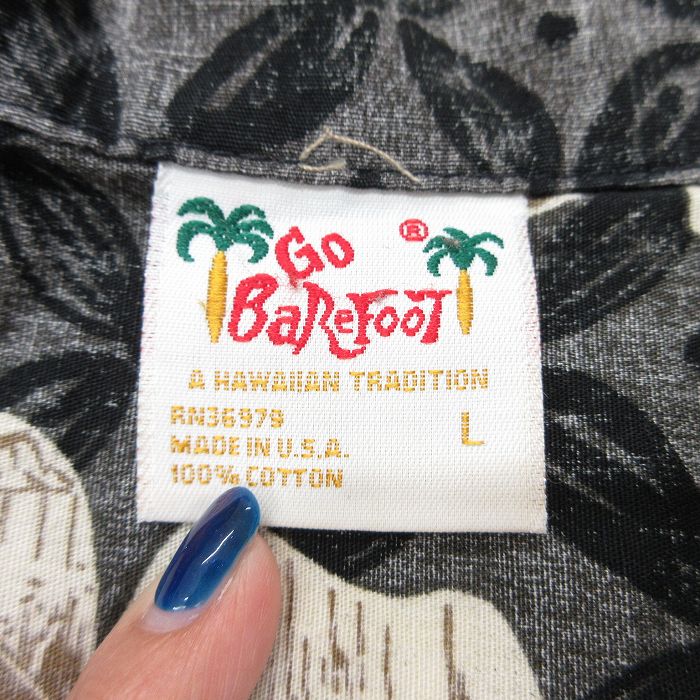 Go
BaReFooT
®
A HAWAIIAN TRADITION
RN36979
MADE IN U.S.A.
100% COTTON
L